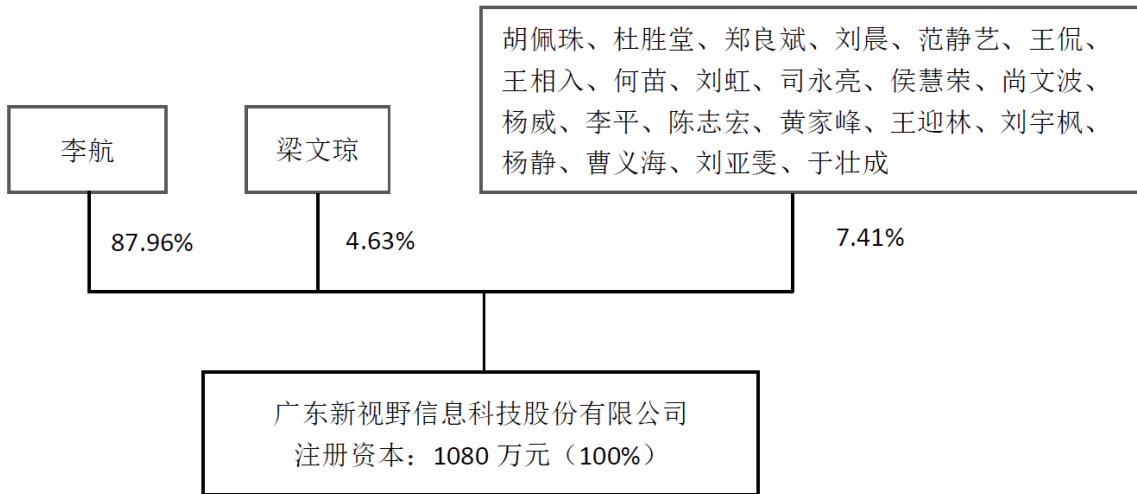 胡佩珠、杜胜堂、郑良斌、刘晨、范静艺、王侃、
王相入、何苗、刘虹、司永亮、侯慧荣、尚文波、
杨威、李平、陈志宏、黄家峰、王迎林、刘宇枫、
杨静、曹义海、刘亚雯、于壮成
李航
梁文琼
87.96%
4.63%
7.41%
广东新视野信息科技股份有限公司
注册资本：1080 万元（100%）